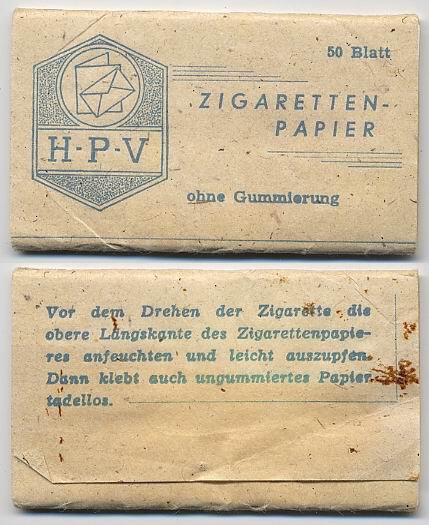 50 Blatt
ZIGARETTEN-
PAPIER
H-P-V
ohne Gummierung
Vor dem Drehen der Zigarette die
obere Längskante des Zigarettenpapie-
res anfeuchten und leicht auszupfen.
Dann klebt auch ungummiertes Papier
tadellos.